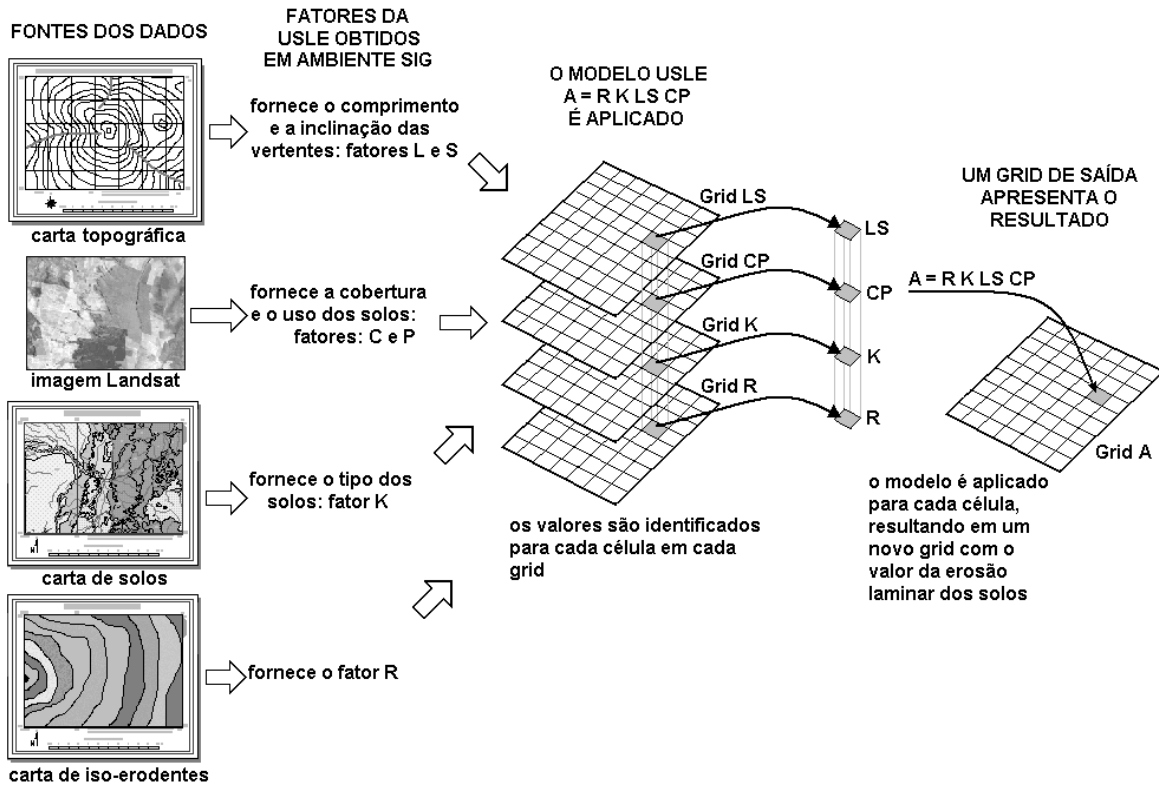 FONTES DOS DADOS
carta topográfica
imagem Landsat
carta de solos
carta de iso-erodentes
FATORES DA
USLE OBTIDOS
EM AMBIENTE SIG
fornece o comprimento
e a inclinação das
vertentes: fatores L e S
fornece a cobertura
e o uso dos solos:
fatores: C e P
fornece o tipo dos
solos: fator K
fornece o fator R
O MODELO USLE
A = R K LS CP
É APLICADO
Grid LS
Grid CP
Grid K
Grid R
LS
CP
K
R
os valores são identificados
para cada célula em cada
grid
UM GRID DE SAÍDA
APRESENTA O
RESULTADO
A = R K LS CP
Grid A
o modelo é aplicado
para cada célula,
resultando em um
novo grid com o
valor da erosão
laminar dos solos